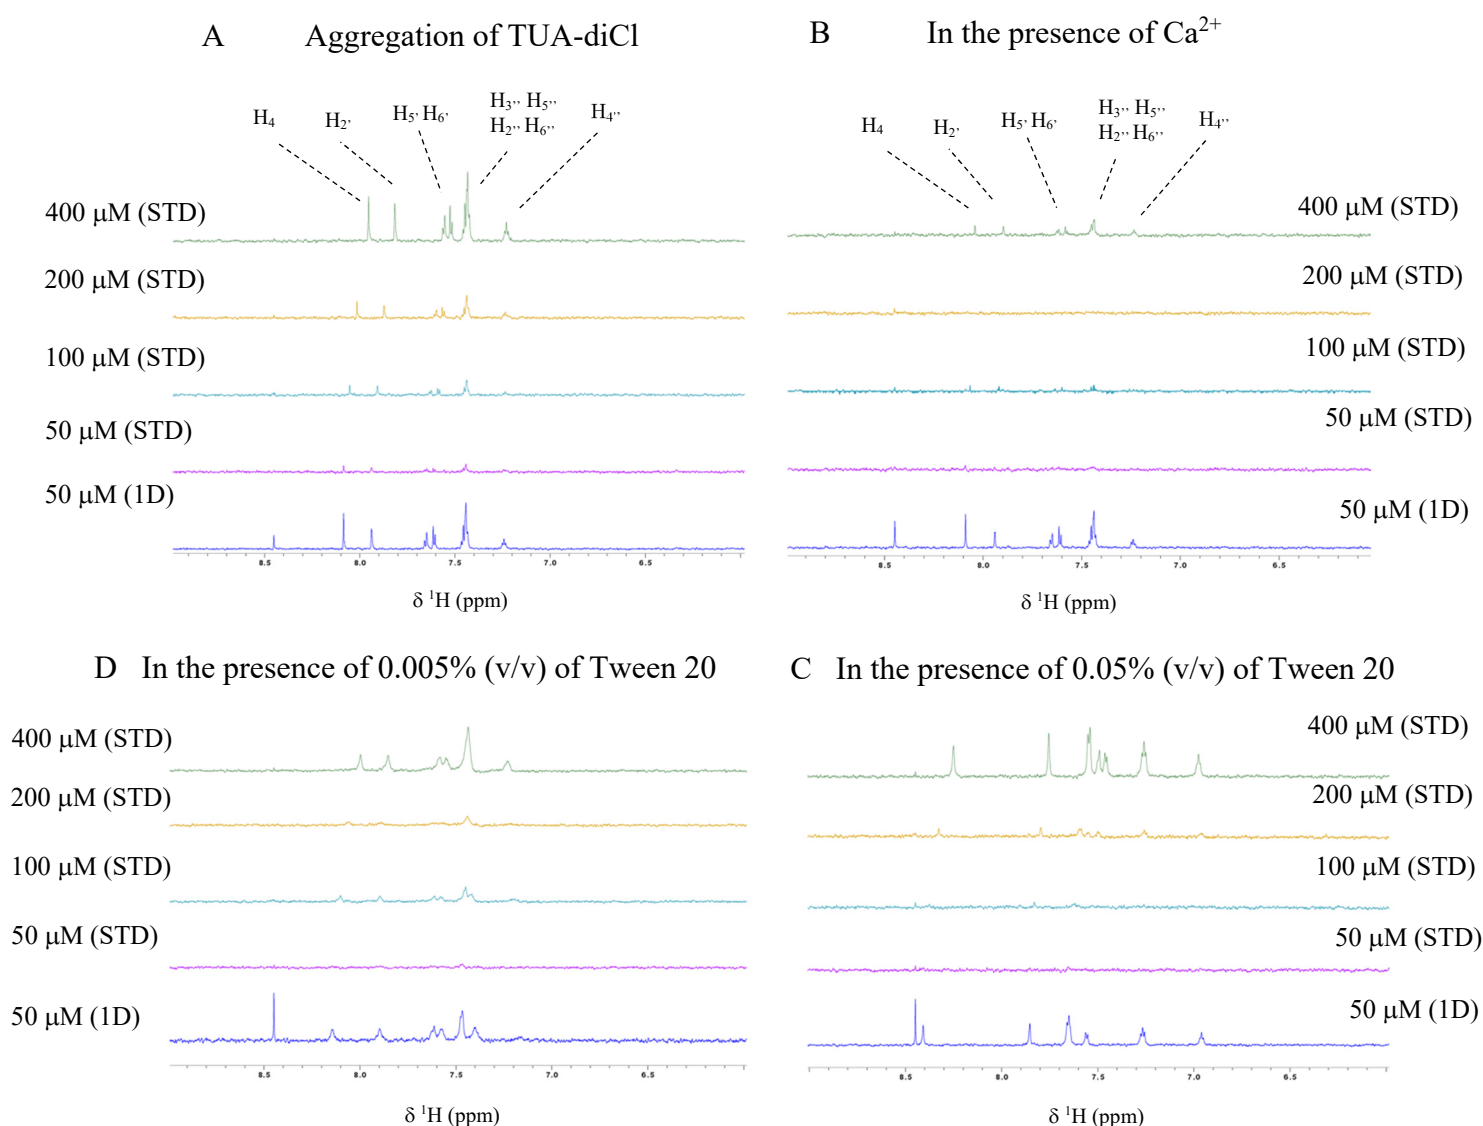 A Aggregation of TUA-diCl
H₄
H₂’
H₅’ H₆’
H₃’’ H₅’’
H₂’’ H₆’’
H₄’’
400 μM (STD)
200 μM (STD)
100 μM (STD)
50 μM (STD)
50 μM (1D)
8.5 8.0 7.5 7.0 6.5
δ ¹H (ppm)
B In the presence of Ca²⁺
H₄
H₂’
H₅’ H₆’
H₃’’ H₅’’
H₂’’ H₆’’
H₄’’
400 μM (STD)
200 μM (STD)
100 μM (STD)
50 μM (STD)
50 μM (1D)
8.5 8.0 7.5 7.0 6.5
δ ¹H (ppm)
D In the presence of 0.005% (v/v) of Tween 20
400 μM (STD)
200 μM (STD)
100 μM (STD)
50 μM (STD)
50 μM (1D)
8.5 8.0 7.5 7.0 6.5
δ ¹H (ppm)
C In the presence of 0.05% (v/v) of Tween 20
400 μM (STD)
200 μM (STD)
100 μM (STD)
50 μM (STD)
50 μM (1D)
8.5 8.0 7.5 7.0 6.5
δ ¹H (ppm)